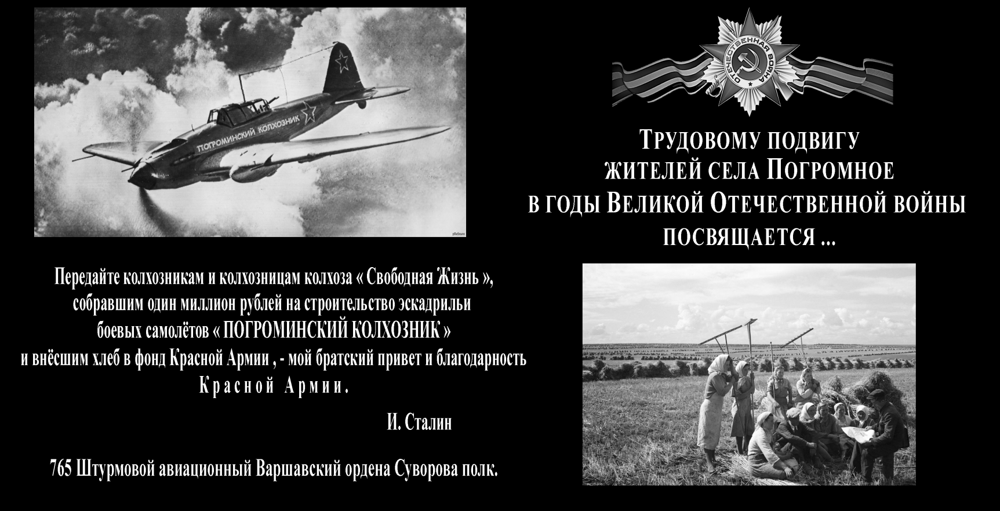 ПОГРОМИНСКИЙ КОЛХОЗНИК
Передайте колхозникам и колхозницам колхоза « Свободная Жизнь »,
собравшим один миллион рублей на строительство эскадрильи
боевых самолётов « ПОГРОМИНСКИЙ КОЛХОЗНИК »
и внёсшим хлеб в фонд Красной Армии , - мой братский привет и благодарность
Красной Армии.
И. Сталин
765 Штурмовой авиационный Варшавский ордена Суворова полк.
ОТЕЧЕСТВЕННАЯ ВОЙНА
Трудовому подвигу
жителей села Погромное
в годы Великой Отечественной войны
посвящается ...